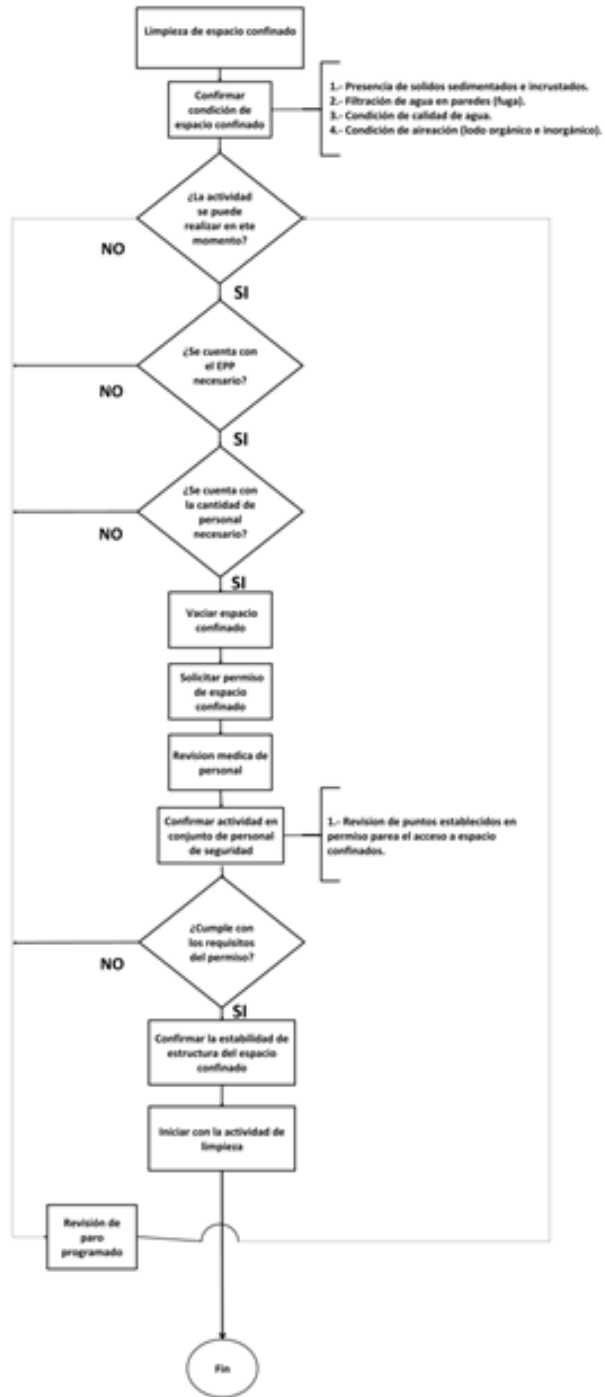 Limpieza de espacio confinado
Confirmar
condición de
espacio confinado
1.- Presencia de solidos sedimentados e incrustados.
2.- Filtración de agua en paredes (fuga).
3.- Condición de calidad de agua.
4.- Condición de aireación (lodo orgánico e inorgánico).
¿La actividad
se puede
realizar en ete
momento?
NO
SI
¿Se cuenta con
el EPP
necesario?
NO
SI
¿Se cuenta con
la cantidad de
personal
necesario?
NO
SI
Vaciar espacio
confinado
Solicitar permiso
de espacio
confinado
Revision medica de
personal
Confirmar actividad en
conjunto de personal
de seguridad
1.- Revision de puntos establecidos en
permiso parea el acceso a espacio
confinados.
¿Cumple con
los requisitos
del permiso?
NO
SI
Confirmar la estabilidad de
estructura del espacio
confinado
Iniciar con la actividad de
limpieza
Revisión de
paro
programado
Fin